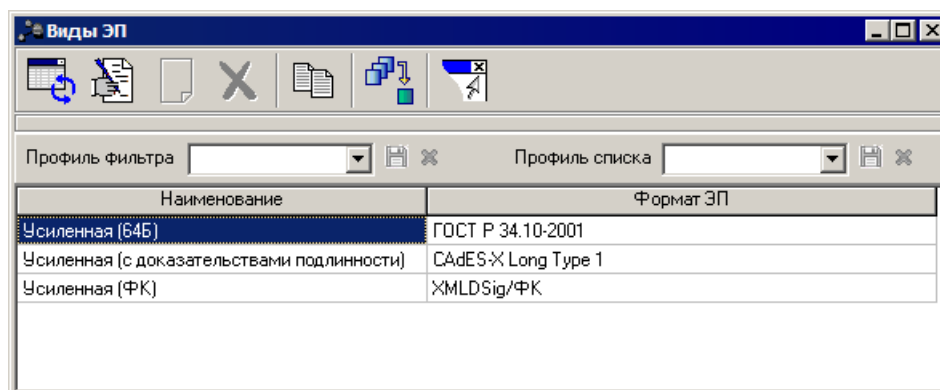 Виды ЭП
Профиль фильтра Профиль списка
Наименование Формат ЭП
Усиленная (64Б) ГОСТ Р 34.10-2001
Усиленная (с доказательствами подлинности) CAdES-X Long Type 1
Усиленная (ФК) XMLDSig/ФК